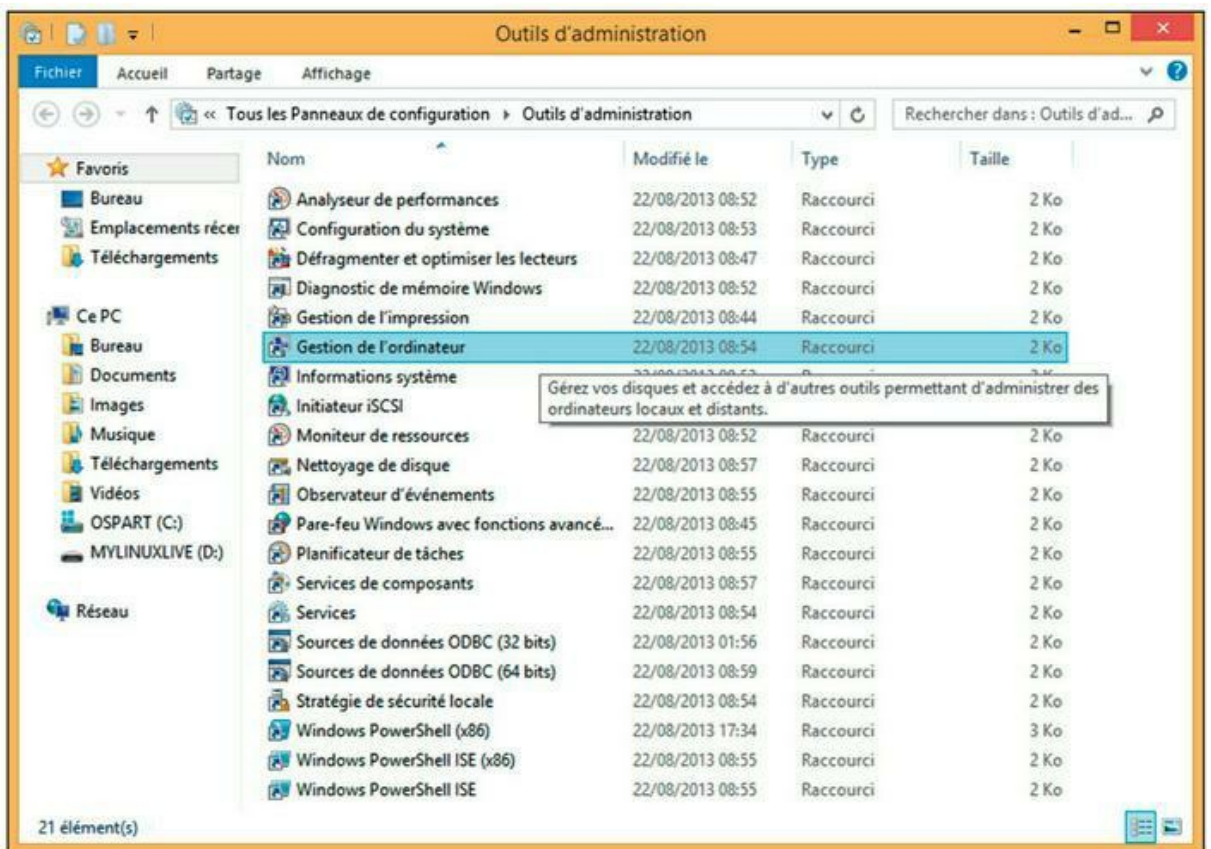 Outils d'administration
Fichier Accueil Partage Affichage
« Tous les Panneaux de configuration Outils d'administration Rechercher dans : Outils d'ad...
Favoris
Bureau
Emplacements récer
Téléchargements
Ce PC
Bureau
Documents
Images
Musique
Téléchargements
Vidéos
OSPART (C:)
MYLINUXLIVE (D:)
Réseau
Nom Modifié le Type Taille
Analyseur de performances 22/08/2013 08:52 Raccourci 2 Ko
Configuration du système 22/08/2013 08:53 Raccourci 2 Ko
Défragmenter et optimiser les lecteurs 22/08/2013 08:47 Raccourci 2 Ko
Diagnostic de mémoire Windows 22/08/2013 08:52 Raccourci 2 Ko
Gestion de l'impression 22/08/2013 08:44 Raccourci 2 Ko
Gestion de l'ordinateur 22/08/2013 08:54 Raccourci 2 Ko
Informations système
Gérez vos disques et accédez à d'autres outils permettant d'administrer des
ordinateurs locaux et distants.
Initiateur iSCSI
Moniteur de ressources 22/08/2013 08:52 Raccourci 2 Ko
Nettoyage de disque 22/08/2013 08:57 Raccourci 2 Ko
Observateur d'événements 22/08/2013 08:55 Raccourci 2 Ko
Pare-feu Windows avec fonctions avancé... 22/08/2013 08:45 Raccourci 2 Ko
Planificateur de tâches 22/08/2013 08:55 Raccourci 2 Ko
Services de composants 22/08/2013 08:57 Raccourci 2 Ko
Services 22/08/2013 08:54 Raccourci 2 Ko
Sources de données ODBC (32 bits) 22/08/2013 01:56 Raccourci 2 Ko
Sources de données ODBC (64 bits) 22/08/2013 08:59 Raccourci 2 Ko
Stratégie de sécurité locale 22/08/2013 08:54 Raccourci 2 Ko
Windows PowerShell (x86) 22/08/2013 17:34 Raccourci 3 Ko
Windows PowerShell ISE (x86) 22/08/2013 08:55 Raccourci 2 Ko
Windows PowerShell ISE 22/08/2013 08:55 Raccourci 2 Ko
21 élément(s)